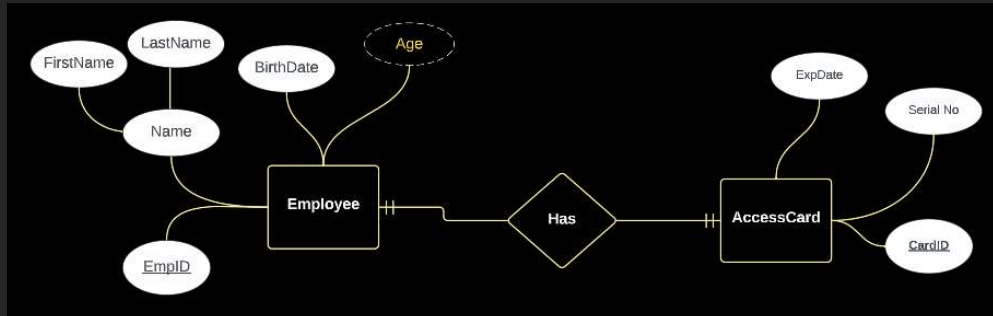 LastName
Age
FirstName
BirthDate
ExpDate
Serial No
Name
Employee
Has
AccessCard
CardID
EmpID